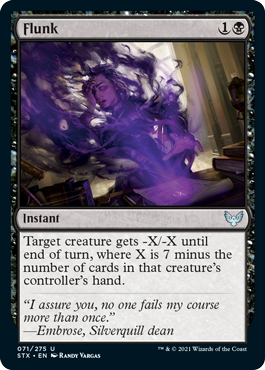 Flunk
1
Instant
Target creature gets -X/-X until
end of turn, where X is 7 minus the
number of cards in that creature's
controller's hand.
“I assure you, no one fails my course
more than once.”
—Embrose, Silverquill dean
071/275 U
STX • EN Randy Vargas
™ & © 2021 Wizards of the Coast